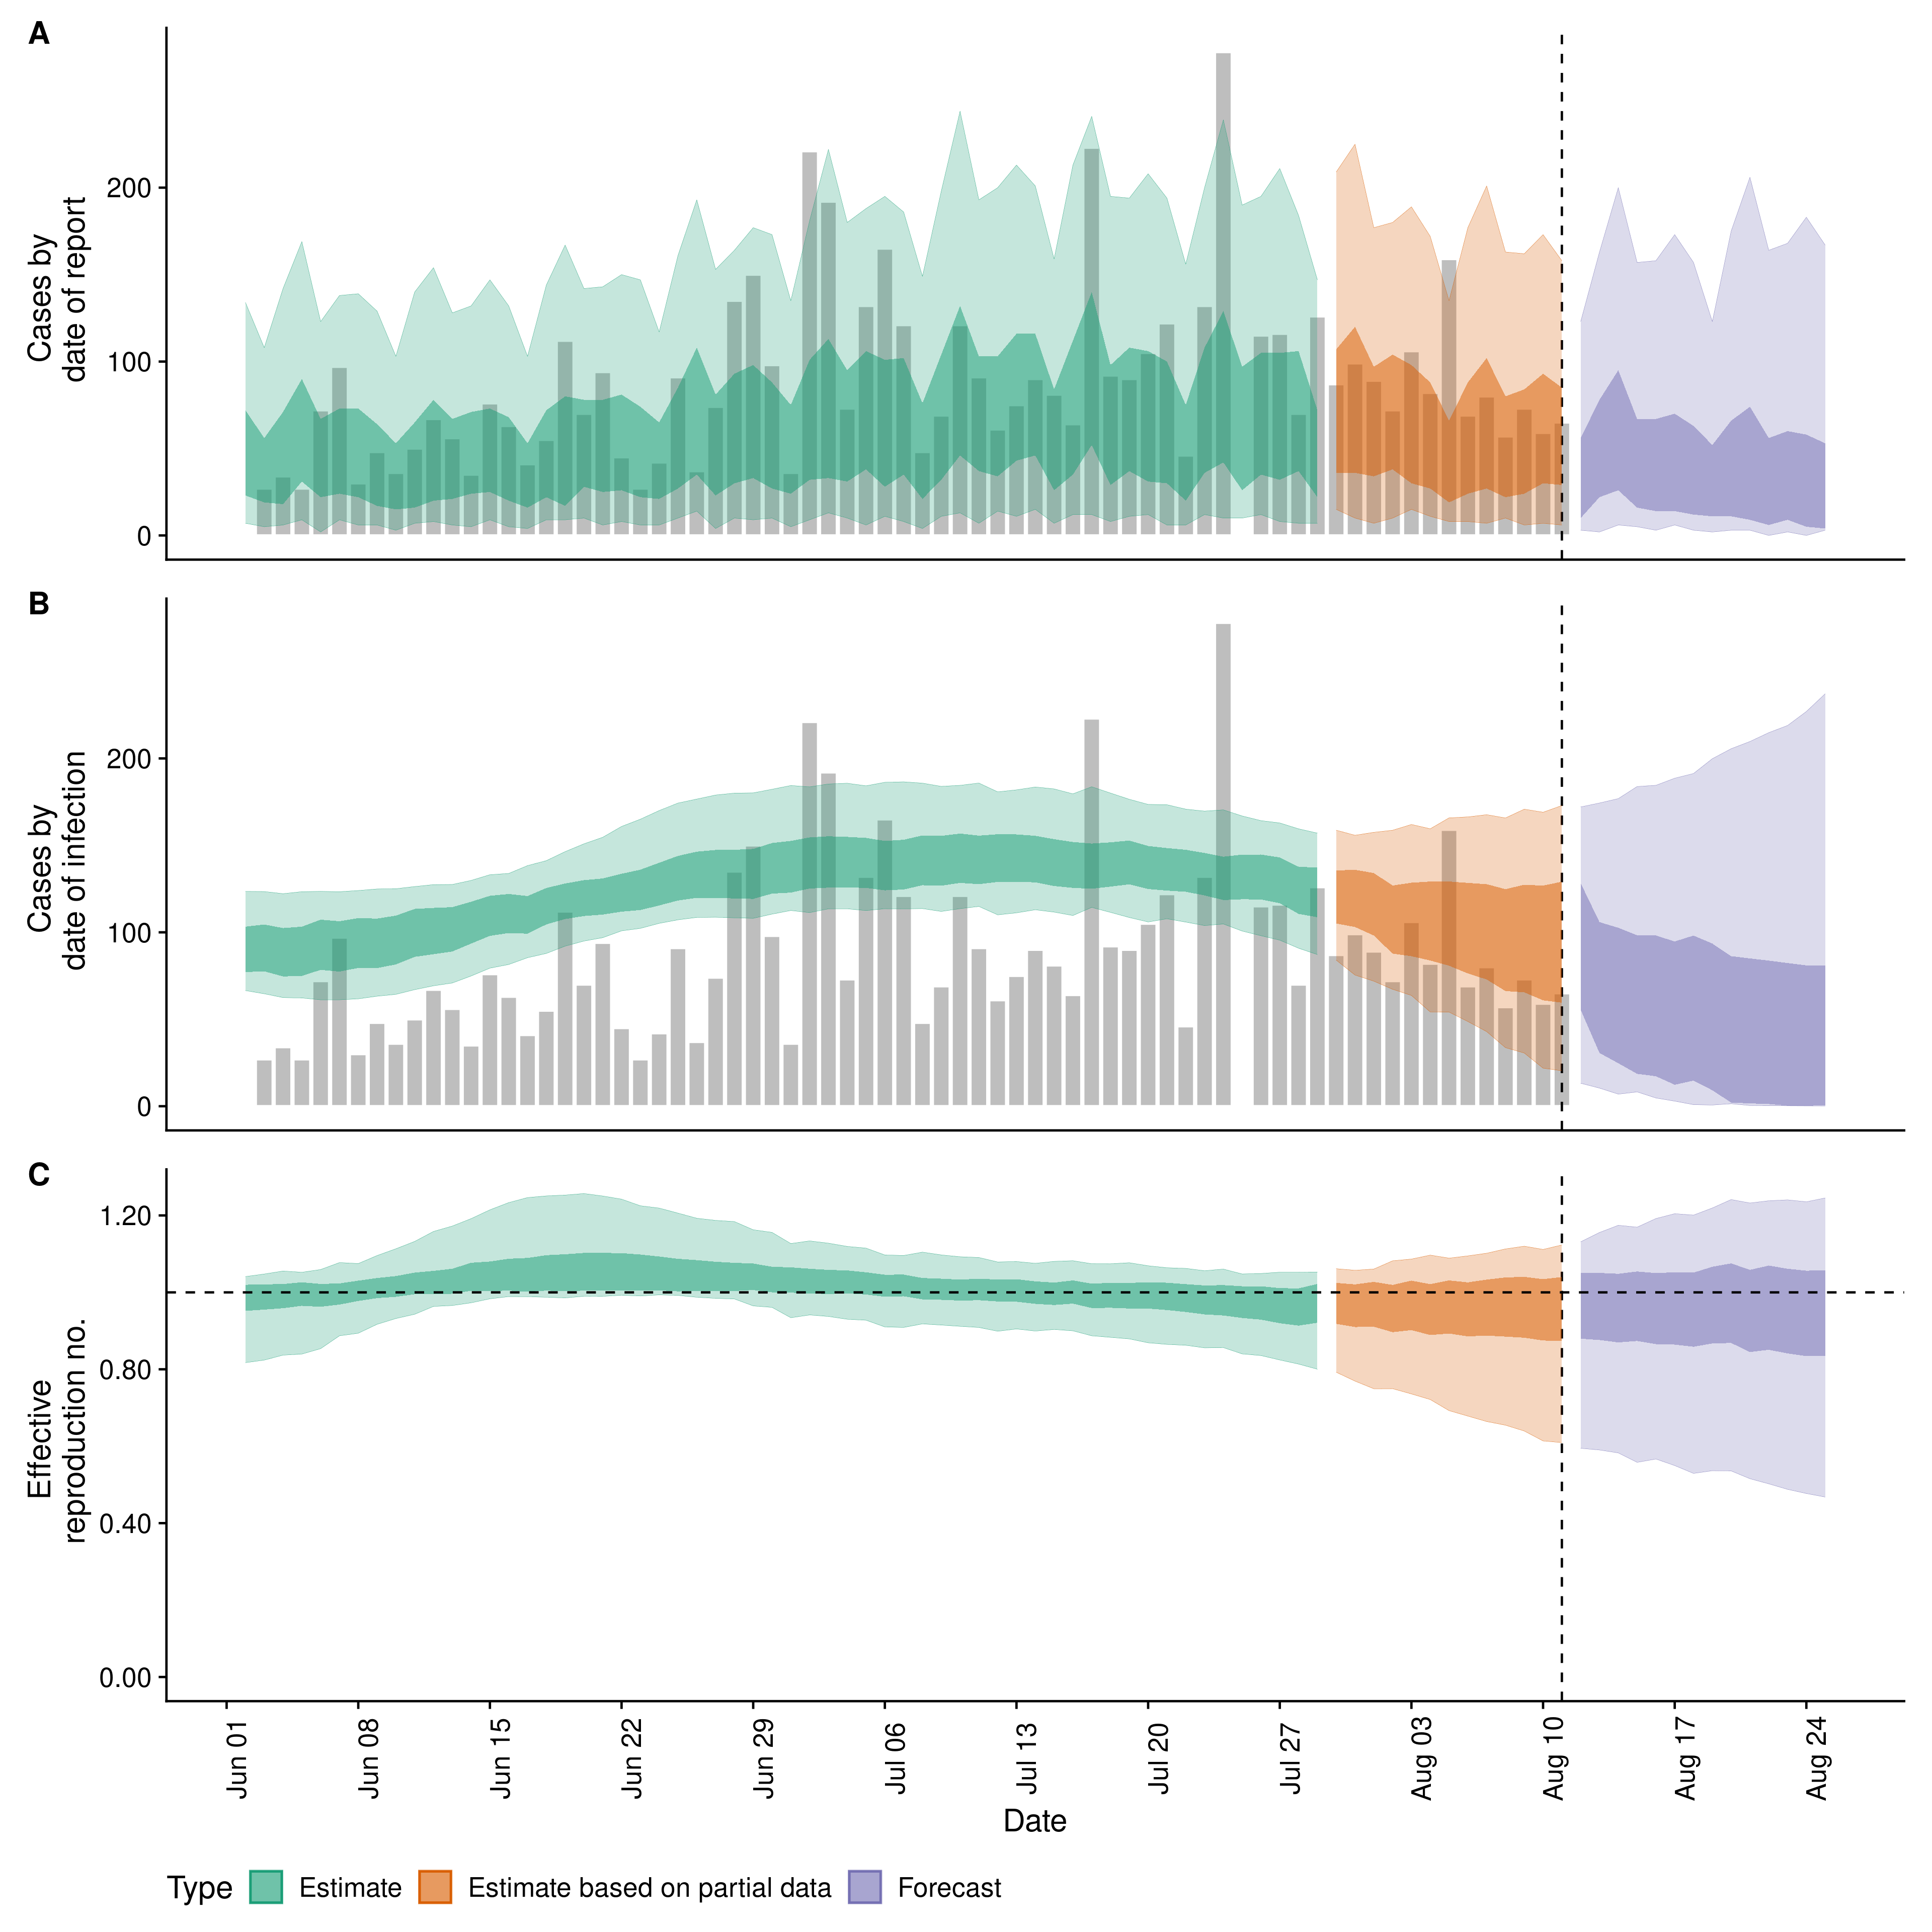 A
Cases by
date of report
200
100
0
B
Cases by
date of infection
200
100
0
C
Effective
reproduction no.
1.20
0.80
0.40
0.00
Jun 01
Jun 08
Jun 15
Jun 22
Jun 29
Jul 06
Jul 13
Jul 20
Jul 27
Aug 03
Aug 10
Aug 17
Aug 24
Date
Type Estimate Estimate based on partial data Forecast